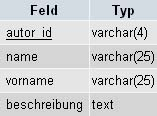 Feld Typ
autor_id varchar(4)
name varchar(25)
vorname varchar(25)
beschreibung text